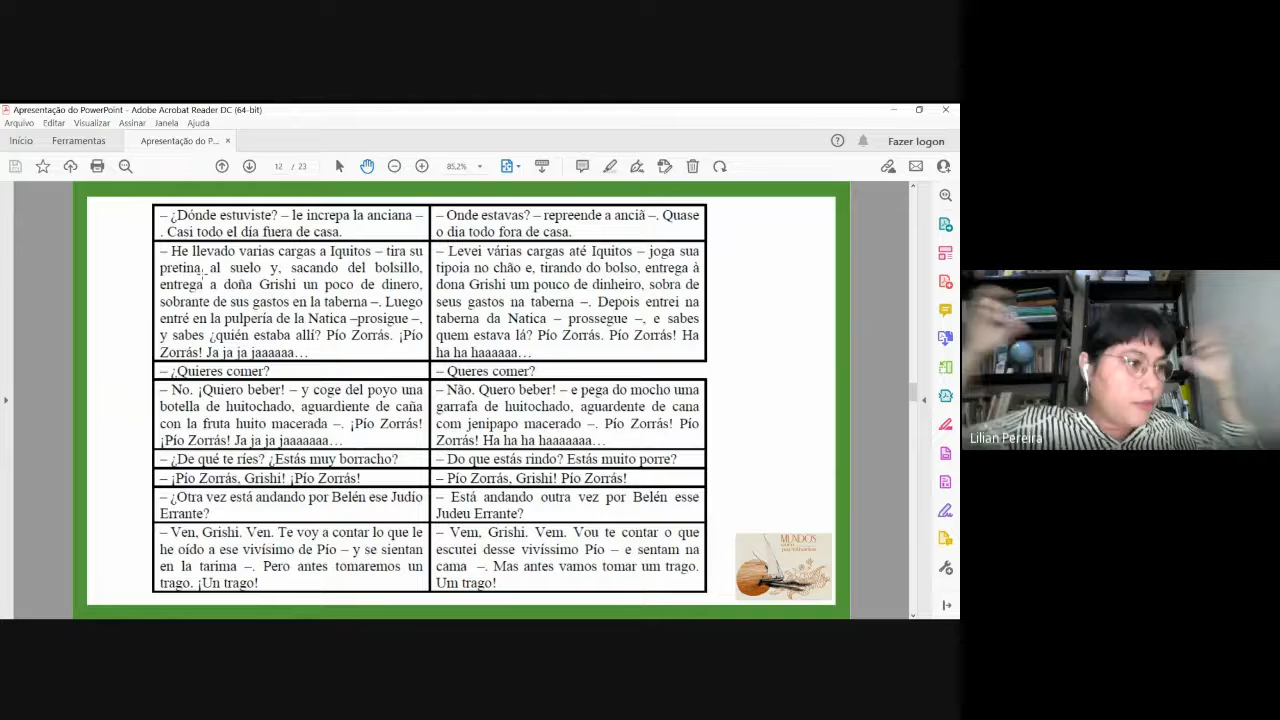 Apresentação do PowerPoint - Adobe Acrobat Reader DC (64-bit)
Arquivo Editar Visualizar Assinar Janela Ajuda
Início Ferramentas Apresentação do P... × Fazer logon
12 / 23 85,2%
– ¿Dónde estuviste? – le increpa la anciana –
. Casi todo el día fuera de casa.
– He llevado varias cargas a Iquitos – tira su
pretina al suelo y, sacando del bolsillo,
entrega a doña Grishi un poco de dinero,
sobrante de sus gastos en la taberna –. Luego
entré en la pulpería de la Natica –prosigue –,
y sabes ¿quién estaba allí? Pío Zorrás. ¡Pío
Zorrás! Ja ja ja jaaaaaa…
– ¿Quieres comer?
– No. ¡Quiero beber! – y coge del poyo una
botella de huitochado, aguardiente de caña
con la fruta huito macerada –. ¡Pío Zorrás!
¡Pío Zorrás! Ja ja ja jaaaaaaa…
– ¿De qué te ríes? ¿Estás muy borracho?
– ¡Pío Zorrás, Grishi! ¡Pío Zorrás!
– ¿Otra vez está andando por Belén ese Judío
Errante?
– Ven, Grishi. Ven. Te voy a contar lo que le
he oído a ese vivísimo de Pío – y se sientan
en la tarima –. Pero antes tomaremos un
trago. ¡Un trago!
– Onde estavas? – repreende a anciã –. Quase
o dia todo fora de casa.
– Levei várias cargas até Iquitos – joga sua
tipoia no chão e, tirando do bolso, entrega à
dona Grishi um pouco de dinheiro, sobra de
seus gastos na taberna –. Depois entrei na
taberna da Natica – prossegue –, e sabes
quem estava lá? Pío Zorrás. Pío Zorrás! Ha
ha ha haaaaaa…
– Queres comer?
– Não. Quero beber! – e pega do mocho uma
garrafa de huitochado, aguardente de cana
com jenipapo macerado –. Pío Zorrás! Pío
Zorrás! Ha ha ha haaaaaaa…
– Do que estás rindo? Estás muito porre?
– Pío Zorrás, Grishi! Pío Zorrás!
– Está andando outra vez por Belén esse
Judeu Errante?
– Vem, Grishi. Vem. Vou te contar o que
escutei desse vivíssimo Pío – e sentam na
cama –. Mas antes vamos tomar um trago.
Um trago!
MUNDOS
Lilian Pereira